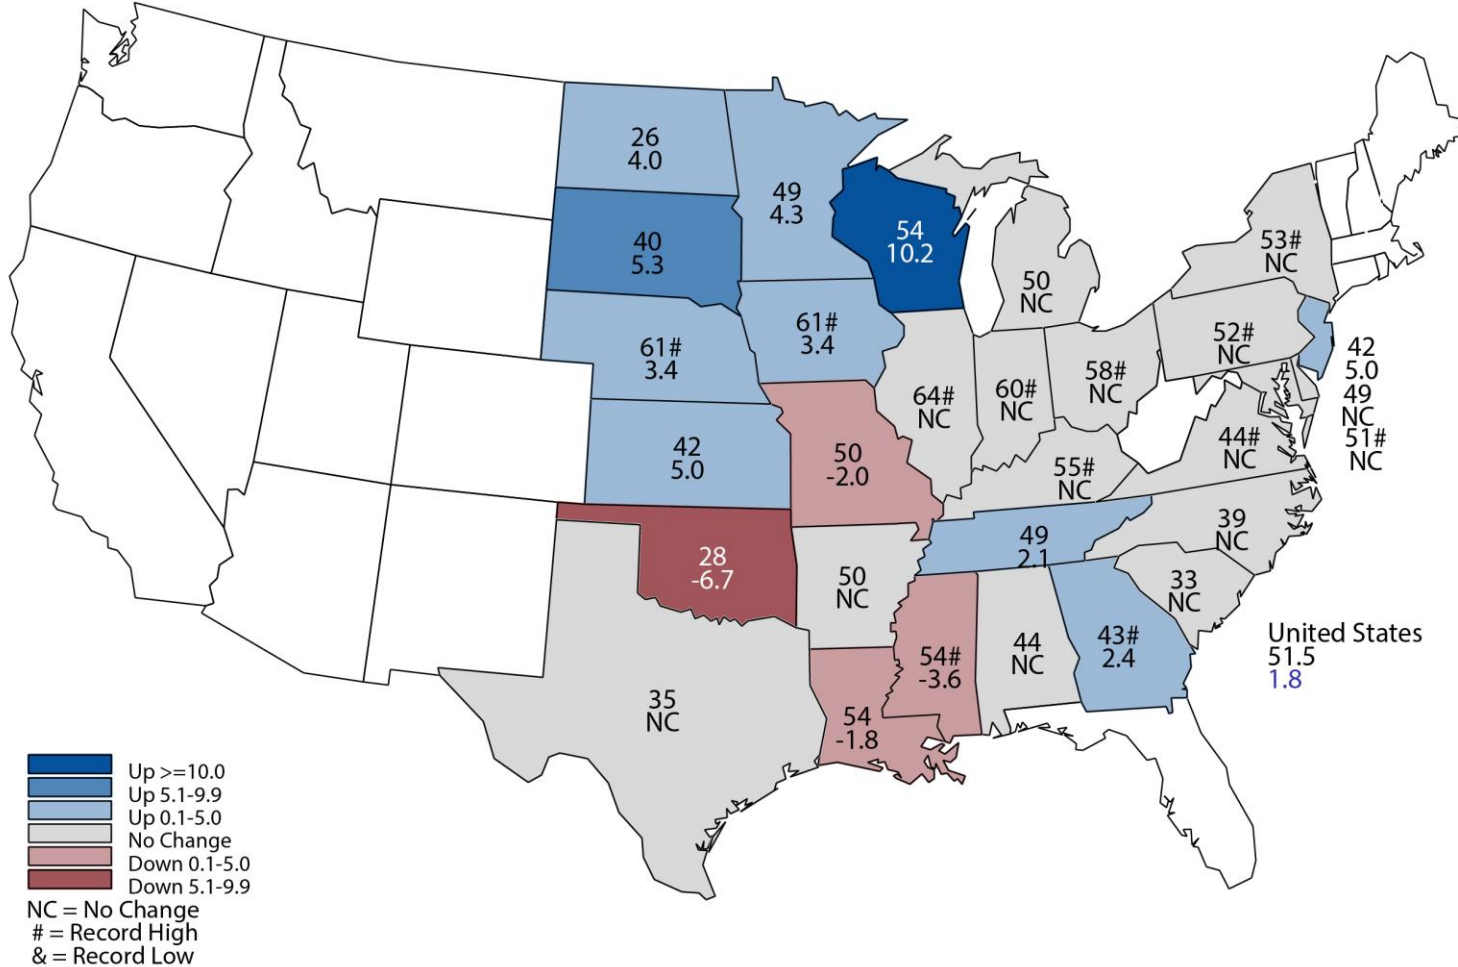 26
4.0
49
4.3
54
10.2
40
5.3
50
NC
53#
NC
61#
3.4
61#
3.4
52#
NC
42
5.0
49
NC
51#
NC
64#
NC
60#
NC
58#
NC
42
5.0
50
-2.0
55#
NC
44#
NC
28
-6.7
50
NC
49
2.1
39
NC
33
NC
35
NC
54
-1.8
54#
-3.6
44
NC
43#
2.4
United States
51.5
1.8
Up >=10.0
Up 5.1-9.9
Up 0.1-5.0
No Change
Down 0.1-5.0
Down 5.1-9.9
NC = No Change
# = Record High
& = Record Low